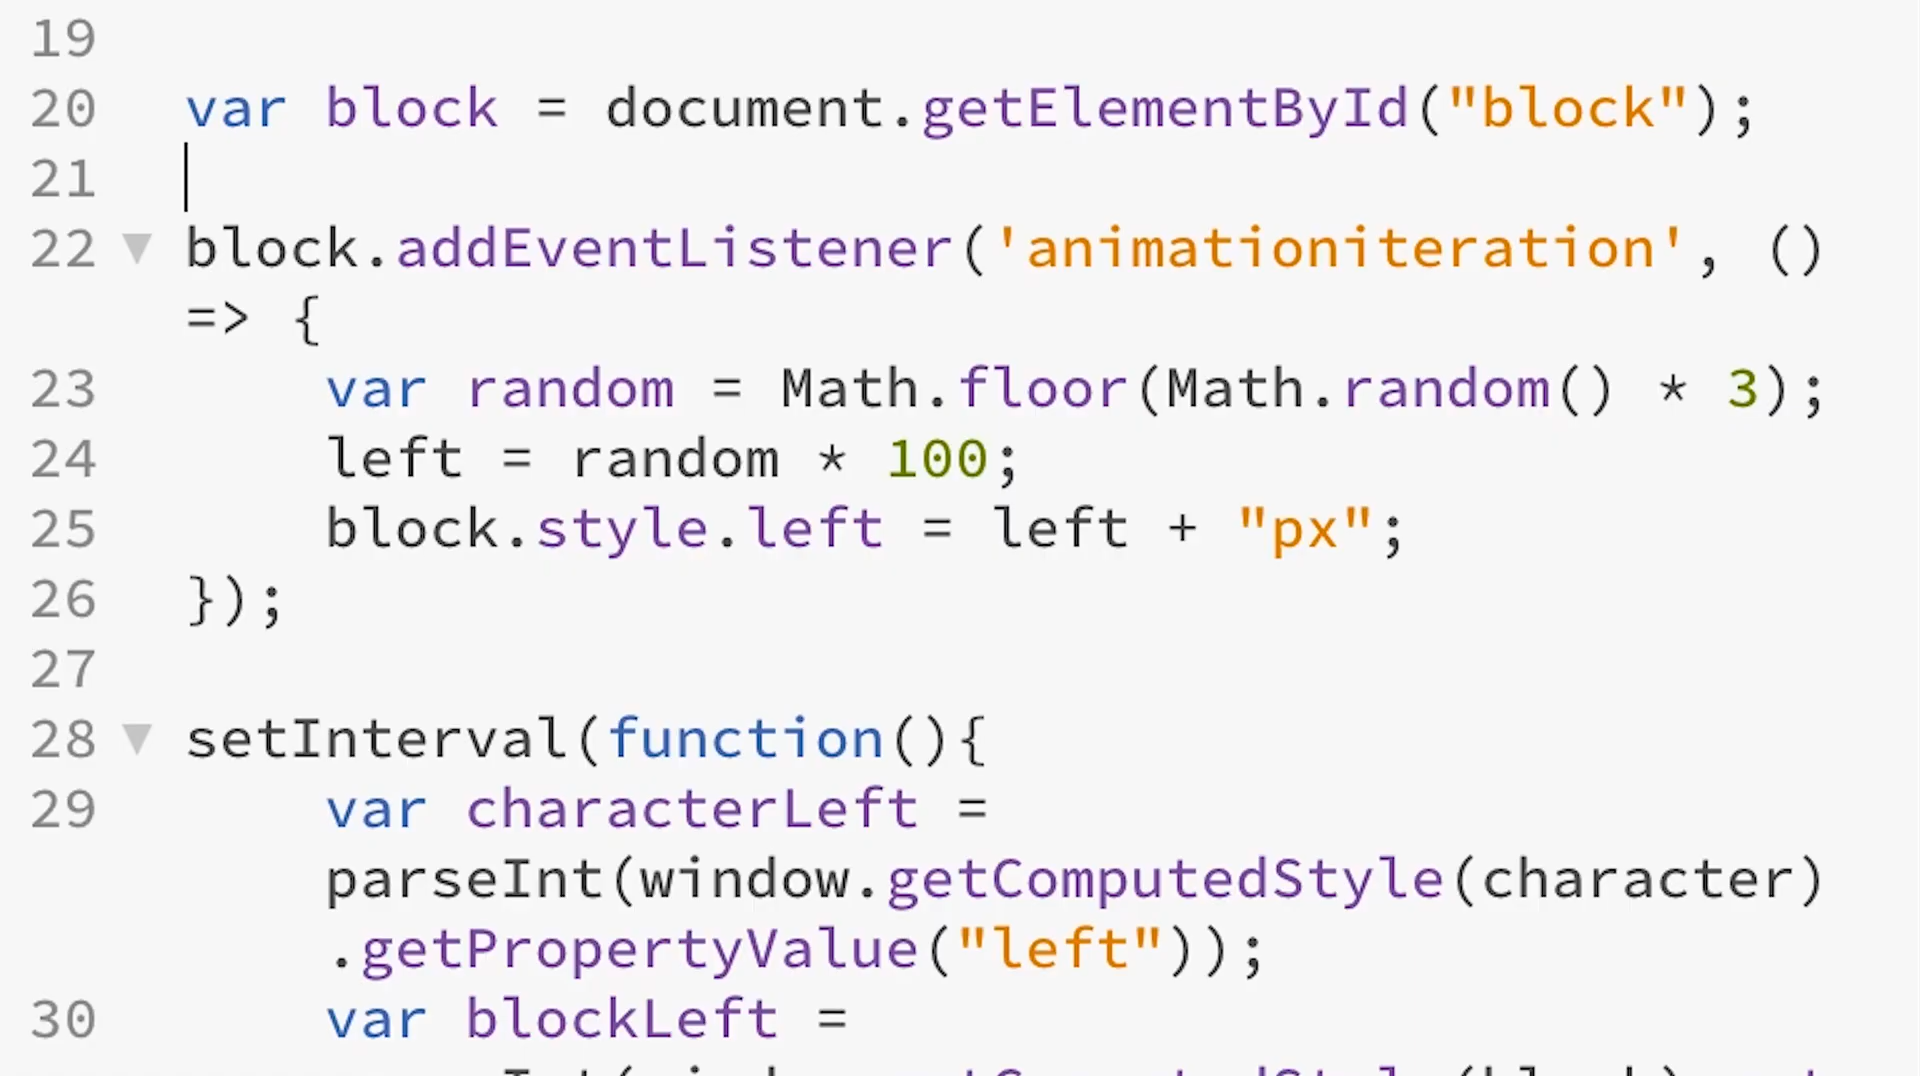 19
20 var block = document.getElementById("block");
21
22 block.addEventListener('animationiteration', ()
=> {
23 var random = Math.floor(Math.random() * 3);
24 left = random * 100;
25 block.style.left = left + "px";
26 });
27
28 setInterval(function(){
29 var characterLeft =
parseInt(window.getComputedStyle(character)
.getPropertyValue("left"));
30 var blockLeft =